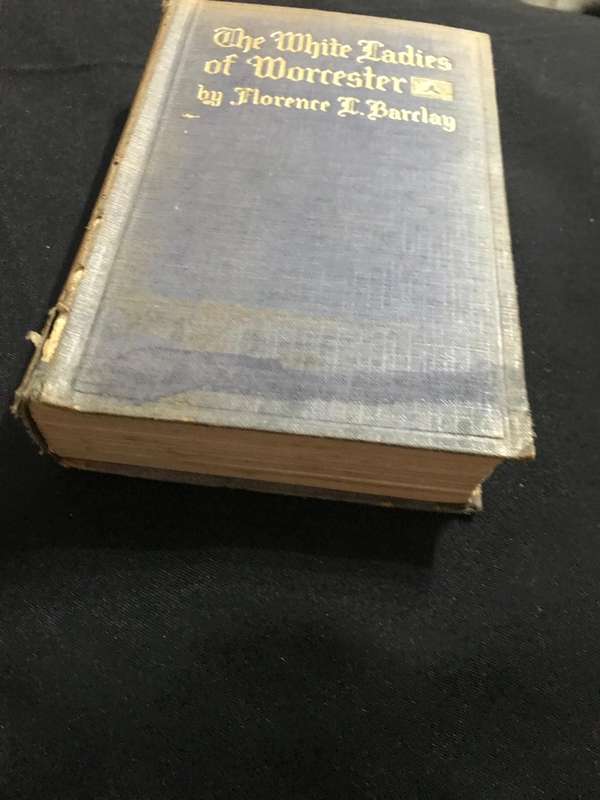 The White Ladies
of Worcester
by Florence L. Barclay